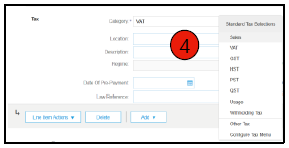 Tax
Category * VAT
Location
Description
Regime
Date Of Pre-Payment
Law Reference
4
Line Item Actions ▼
Delete
Add ▼
Standard Tax Selections
Sales
VAT
GST
HST
PST
QST
Usage
Withholding Tax
Other Tax
Configure Tax Menu